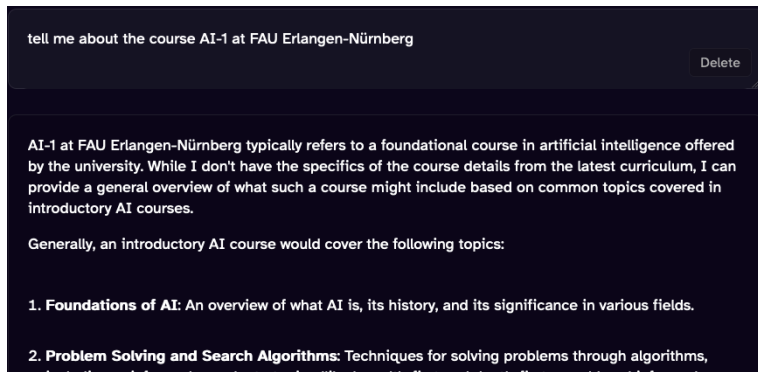 tell me about the course AI-1 at FAU Erlangen-Nürnberg
Delete
AI-1 at FAU Erlangen-Nürnberg typically refers to a foundational course in artificial intelligence offered
by the university. While I don't have the specifics of the course details from the latest curriculum, I can
provide a general overview of what such a course might include based on common topics covered in
introductory AI courses.
Generally, an introductory AI course would cover the following topics:
1. Foundations of AI: An overview of what AI is, its history, and its significance in various fields.
2. Problem Solving and Search Algorithms: Techniques for solving problems through algorithms,